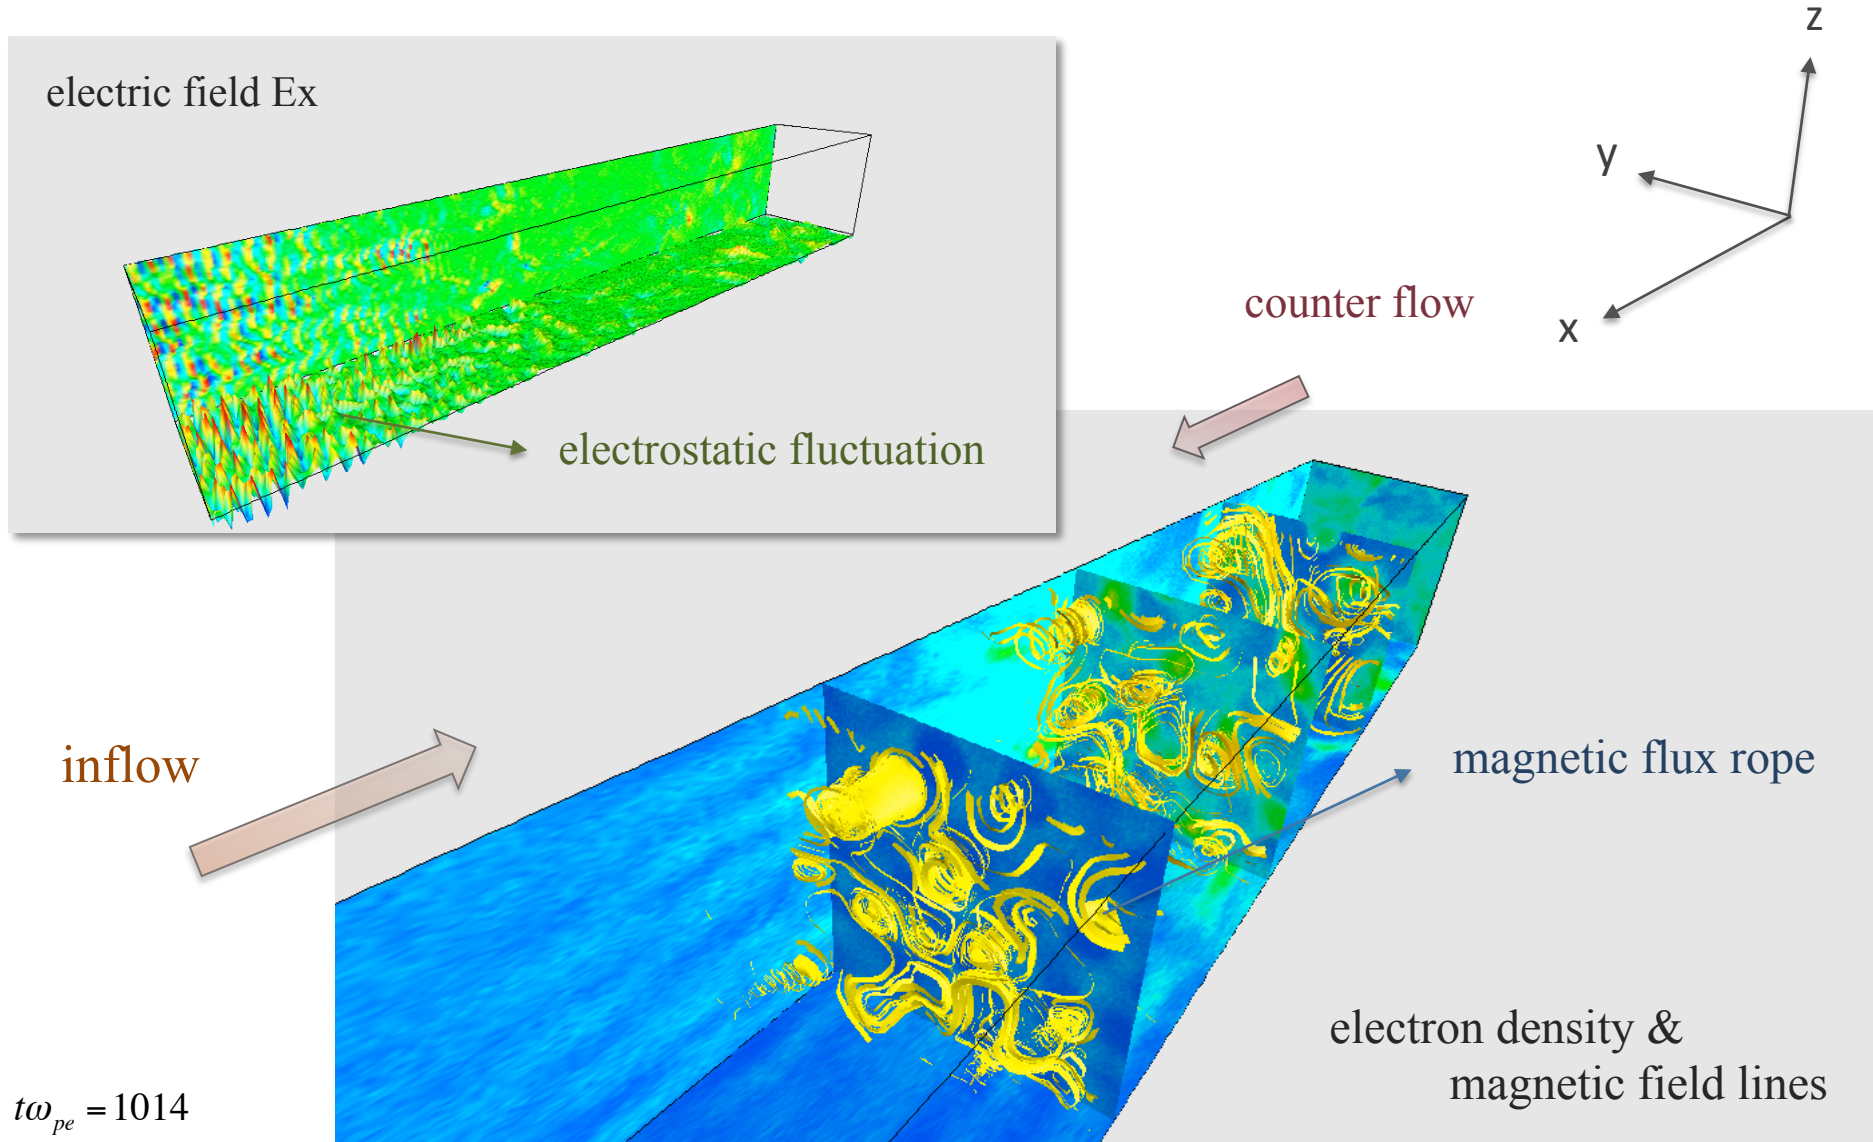 z
electric field Ex
y
counter flow
x
electrostatic fluctuation
inflow
magnetic flux rope
electron density &
magnetic field lines
tω_pe = 1014